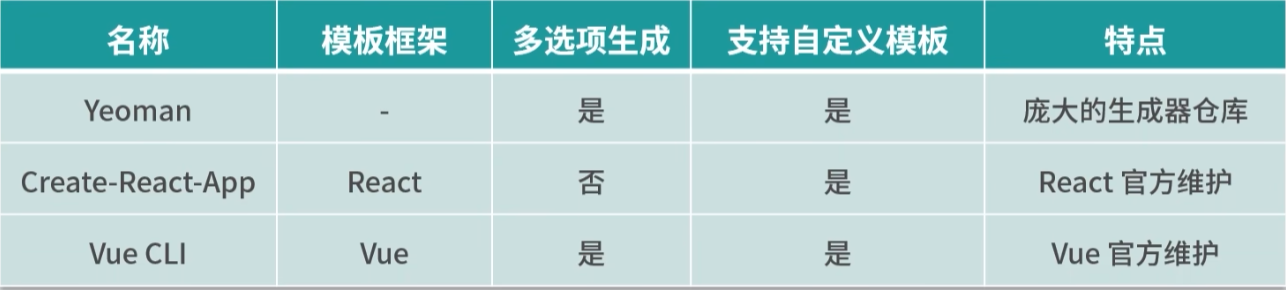 名称 模板框架 多选项生成 支持自定义模板 特点
Yeoman - 是 是 庞大的生成器仓库
Create-React-App React 否 是 React 官方维护
Vue CLI Vue 是 是 Vue 官方维护